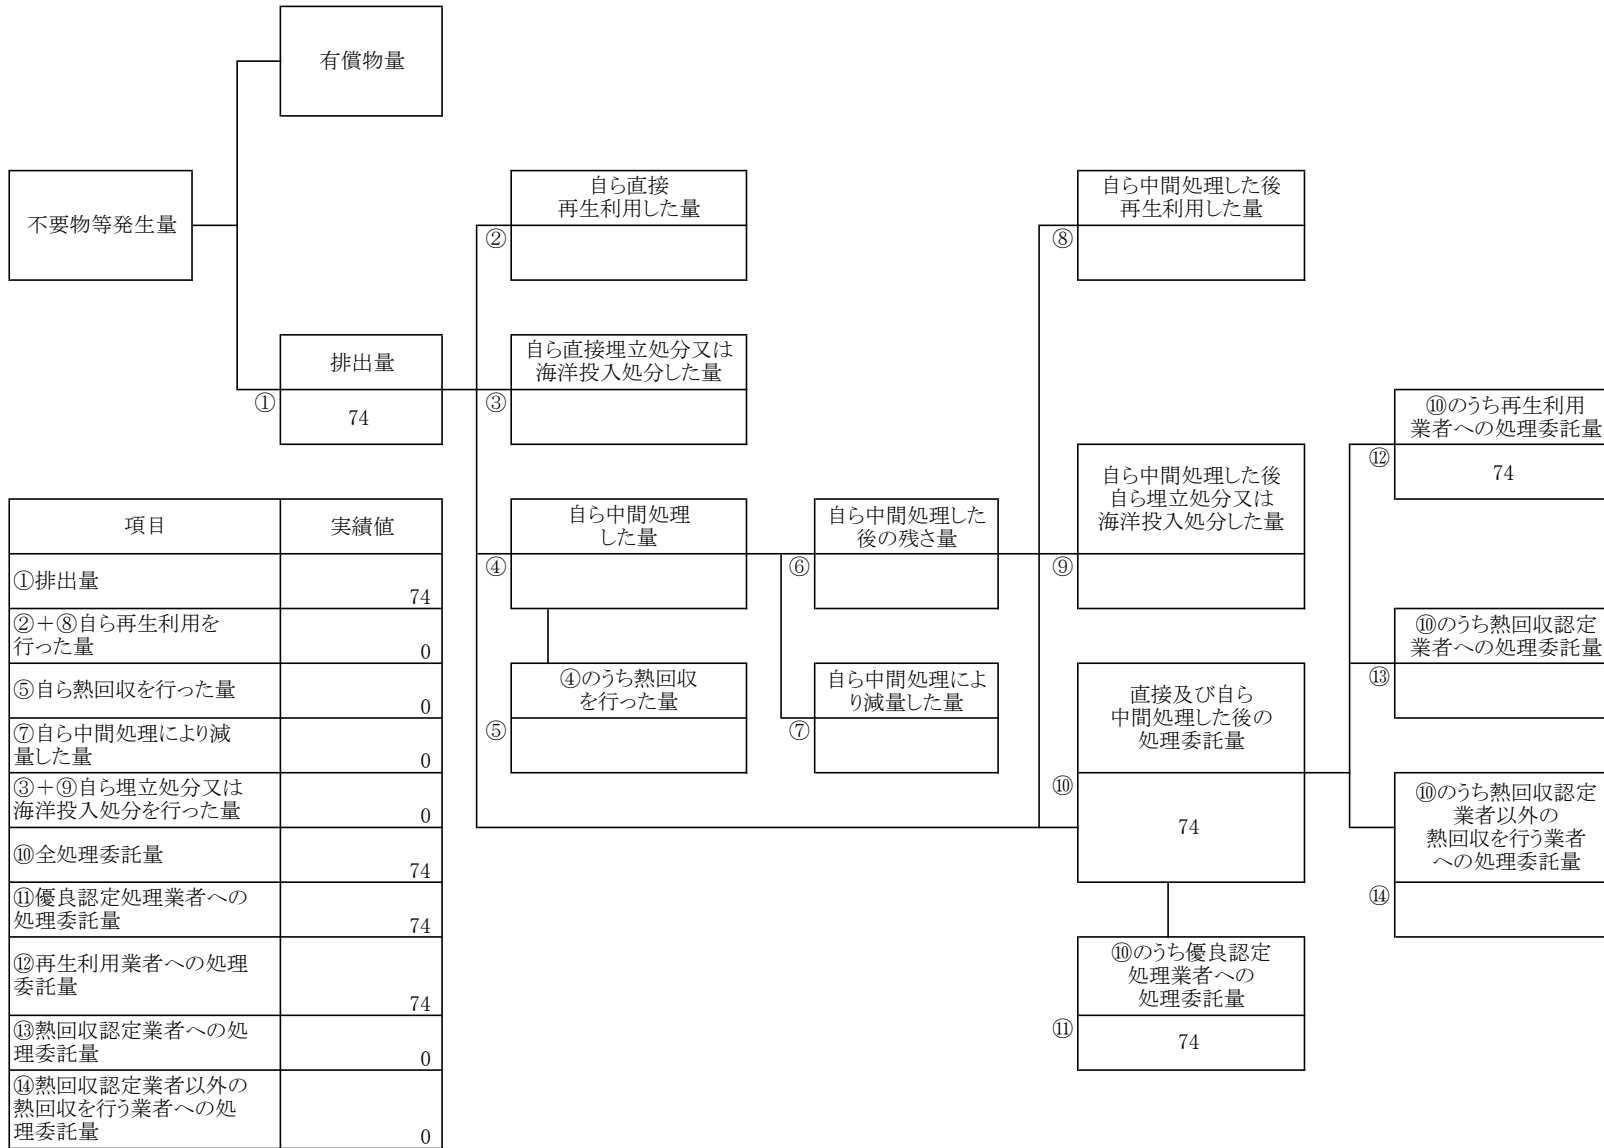 有償物量
不要物等発生量
自ら直接
再生利用した量
②
自ら中間処理した後
再生利用した量
⑧
排出量
①
74
自ら直接埋立処分又は
海洋投入処分した量
③
⑩のうち再生利用
業者への処理委託量
⑫
74
自ら中間処理
した量
④
自ら中間処理した
後の残さ量
⑥
自ら中間処理した後
自ら埋立処分又は
海洋投入処分した量
⑨
⑩のうち熱回収認定
業者への処理委託量
⑬
④のうち熱回収
を行った量
⑤
自ら中間処理によ
り減量した量
⑦
直接及び自ら
中間処理した後の
処理委託量
⑩
74
⑩のうち熱回収認定
業者以外の
熱回収を行う業者
への処理委託量
⑭
⑩のうち優良認定
処理業者への
処理委託量
⑪
74
項目 実績値
①排出量 74
②+⑧自ら再生利用を
行った量 0
⑤自ら熱回収を行った量 0
⑦自ら中間処理により減
量した量 0
③+⑨自ら埋立処分又は
海洋投入処分を行った量 0
⑩全処理委託量 74
⑪優良認定処理業者への
処理委託量 74
⑫再生利用業者への処理
委託量 74
⑬熱回収認定業者への処
理委託量 0
⑭熱回収認定業者以外の
熱回収を行う業者への処
理委託量 0